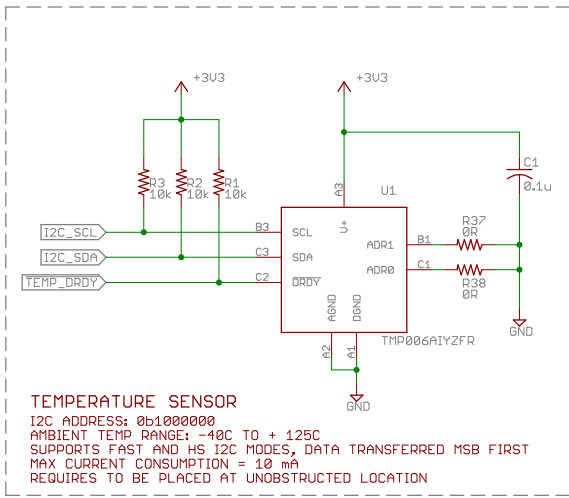 +3V3
+3V3
R3
10k
R2
10k
R1
10k
C1
0.1u
U1
A3
V+
I2C_SCL
B3
SCL
I2C_SDA
C3
SDA
TEMP_DRDY
C2
DRDY
ADR1
B1
R37
0R
ADR0
C1
R38
0R
AGND
DGND
A2
A1
TMP006AIYZFR
GND
GND
TEMPERATURE SENSOR
I2C ADDRESS: 0b1000000
AMBIENT TEMP RANGE: -40C TO + 125C
SUPPORTS FAST AND HS I2C MODES, DATA TRANSFERRED MSB FIRST
MAX CURRENT CONSUMPTION = 10 mA
REQUIRES TO BE PLACED AT UNOBSTRUCTED LOCATION